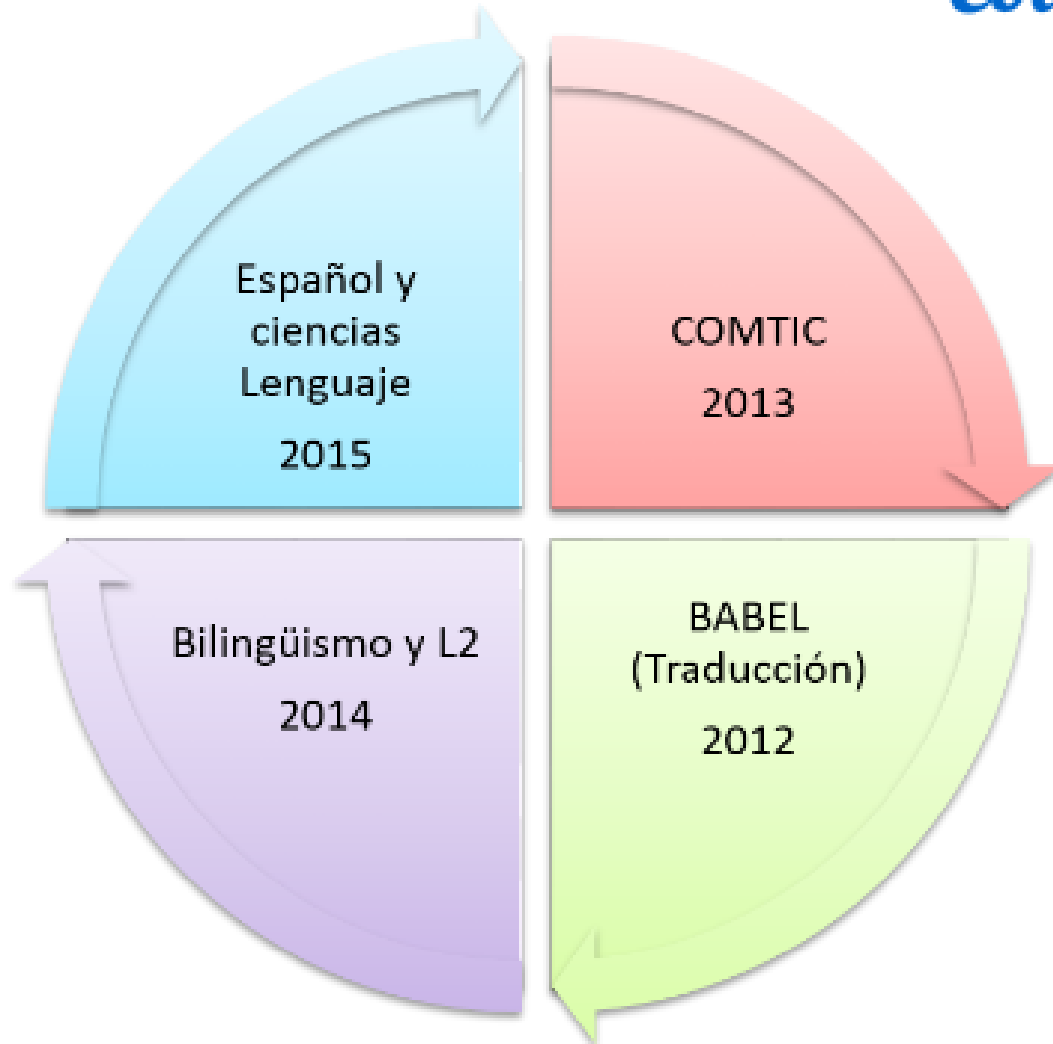 Español y
ciencias
Lenguaje
2015
COMTIC
2013
Bilingüismo y L2
2014
BABEL
(Traducción)
2012